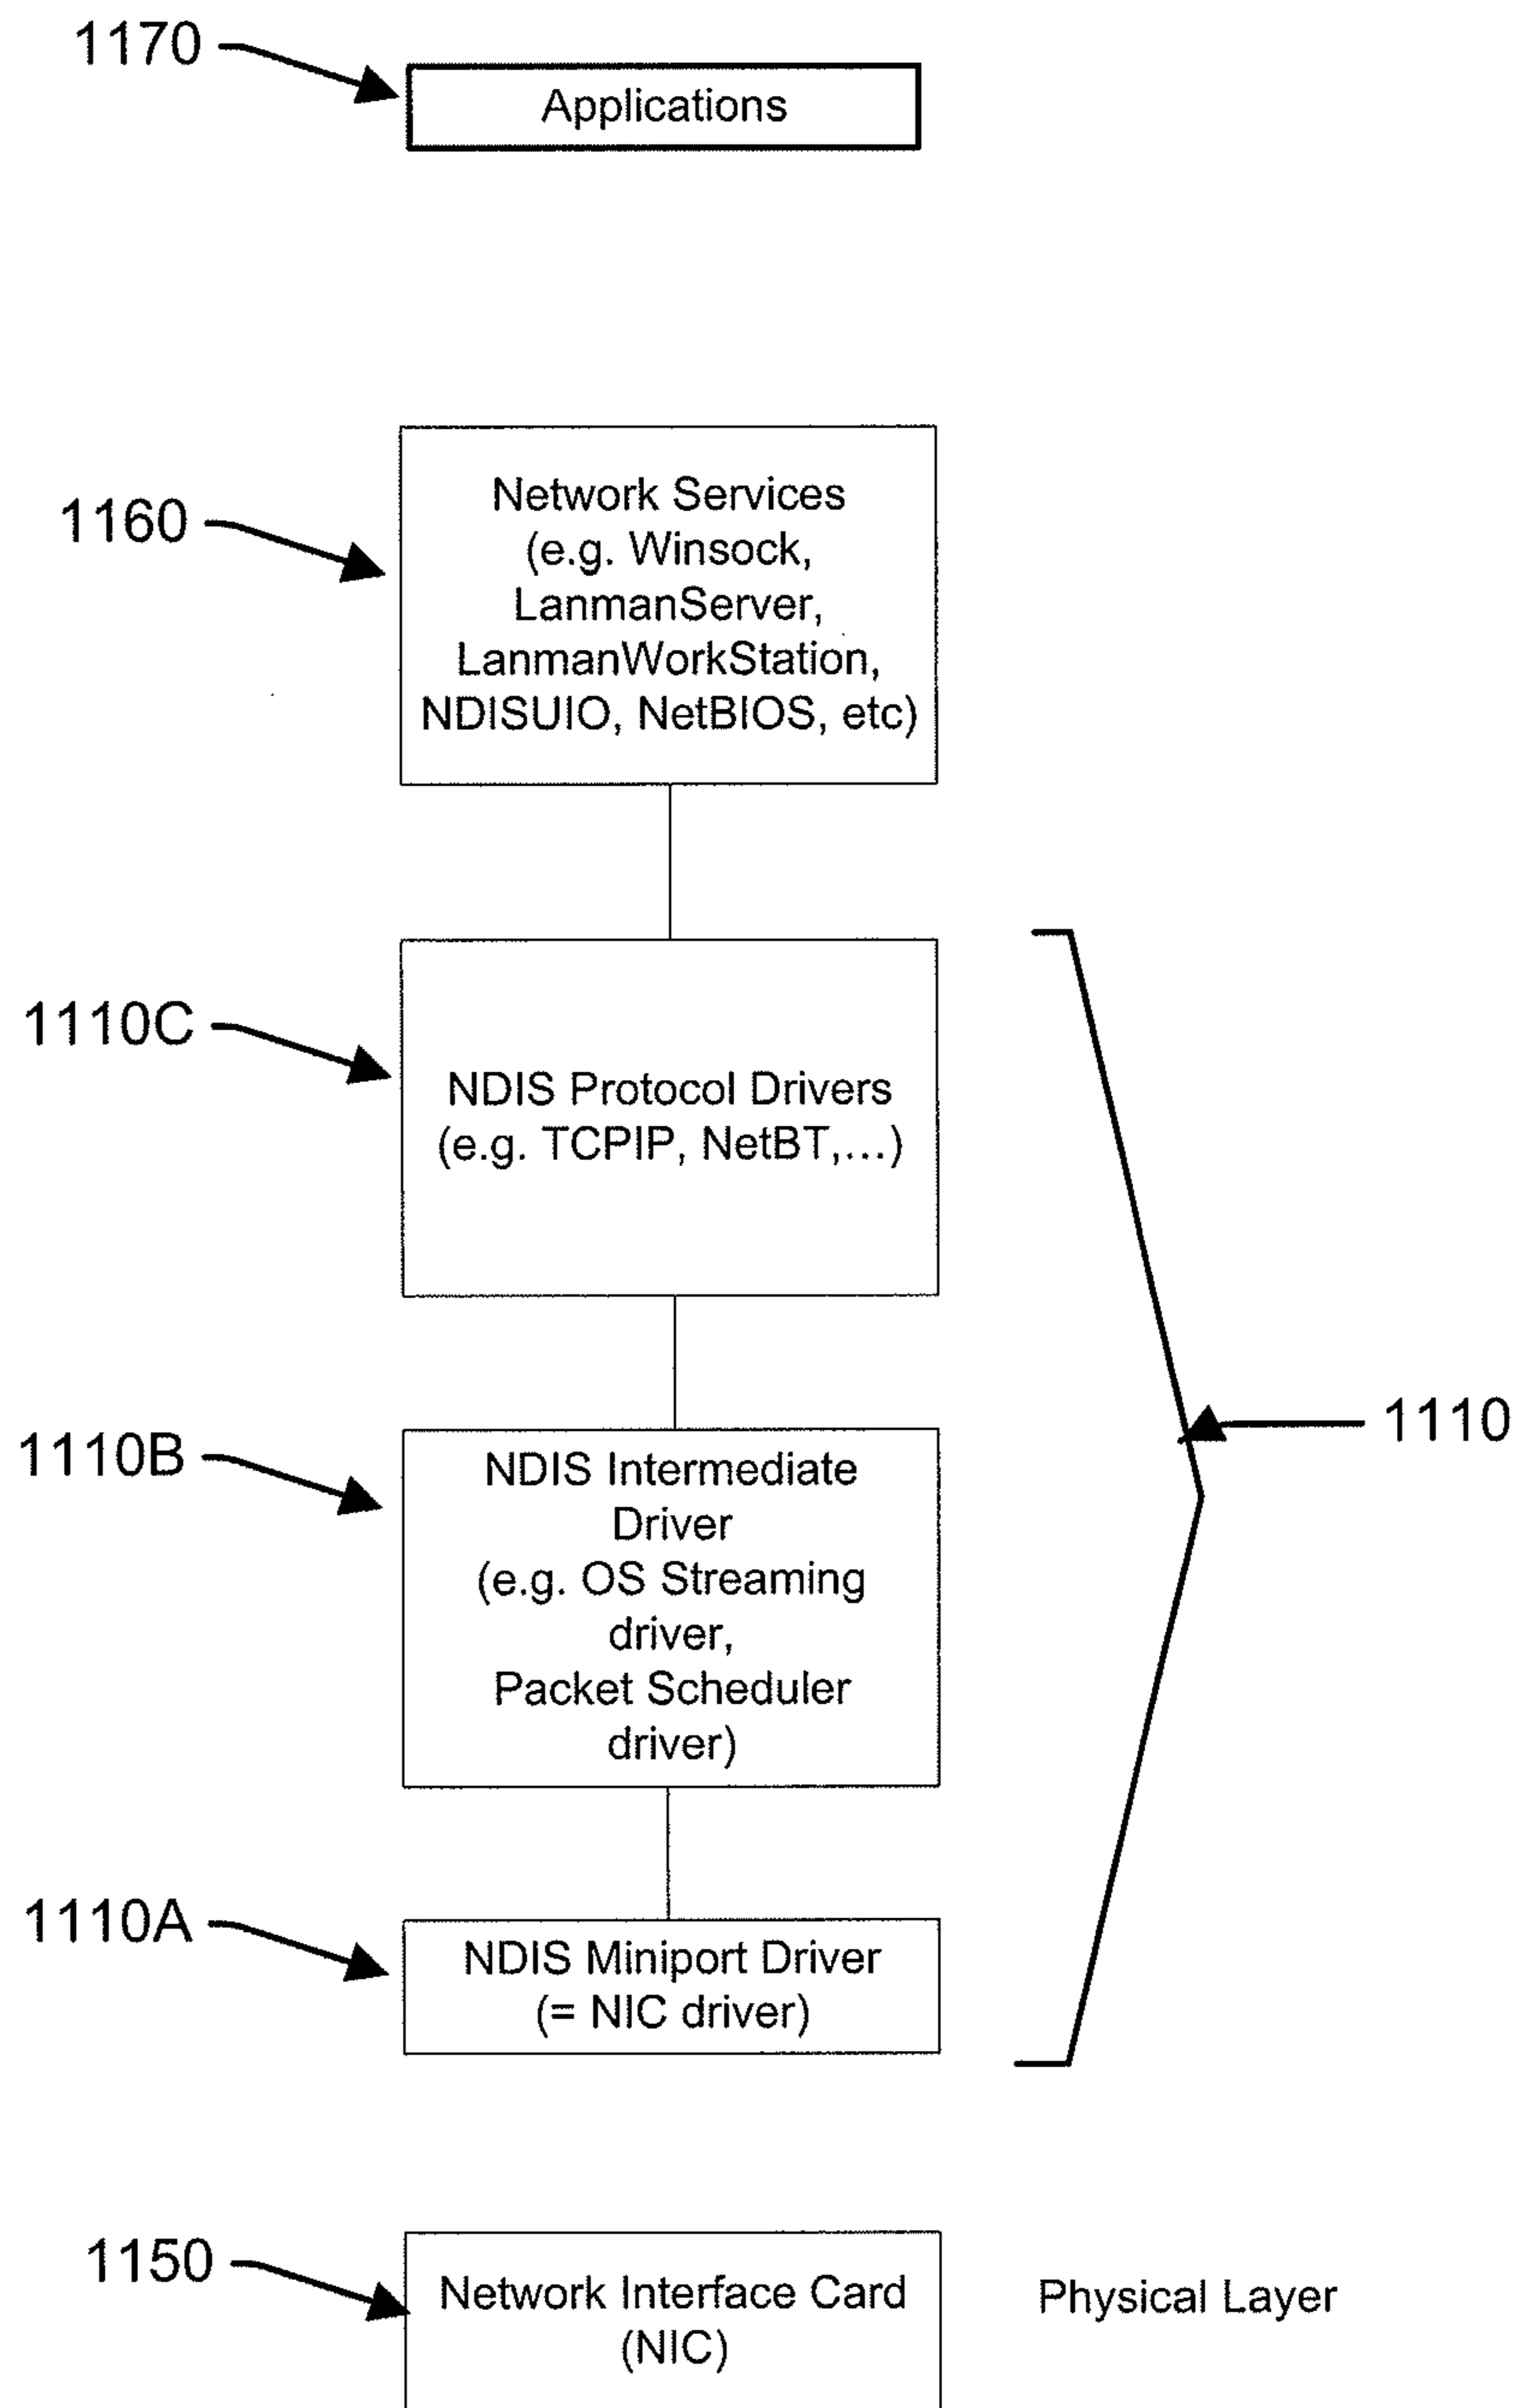 1170
Applications
1160
Network Services
(e.g. Winsock,
LanmanServer,
LanmanWorkStation,
NDISUIO, NetBIOS, etc)
1110C
NDIS Protocol Drivers
(e.g. TCPIP, NetBT,...)
1110
1110B
NDIS Intermediate
Driver
(e.g. OS Streaming
driver,
Packet Scheduler
driver)
1110A
NDIS Miniport Driver
(= NIC driver)
1150
Network Interface Card
(NIC)
Physical Layer